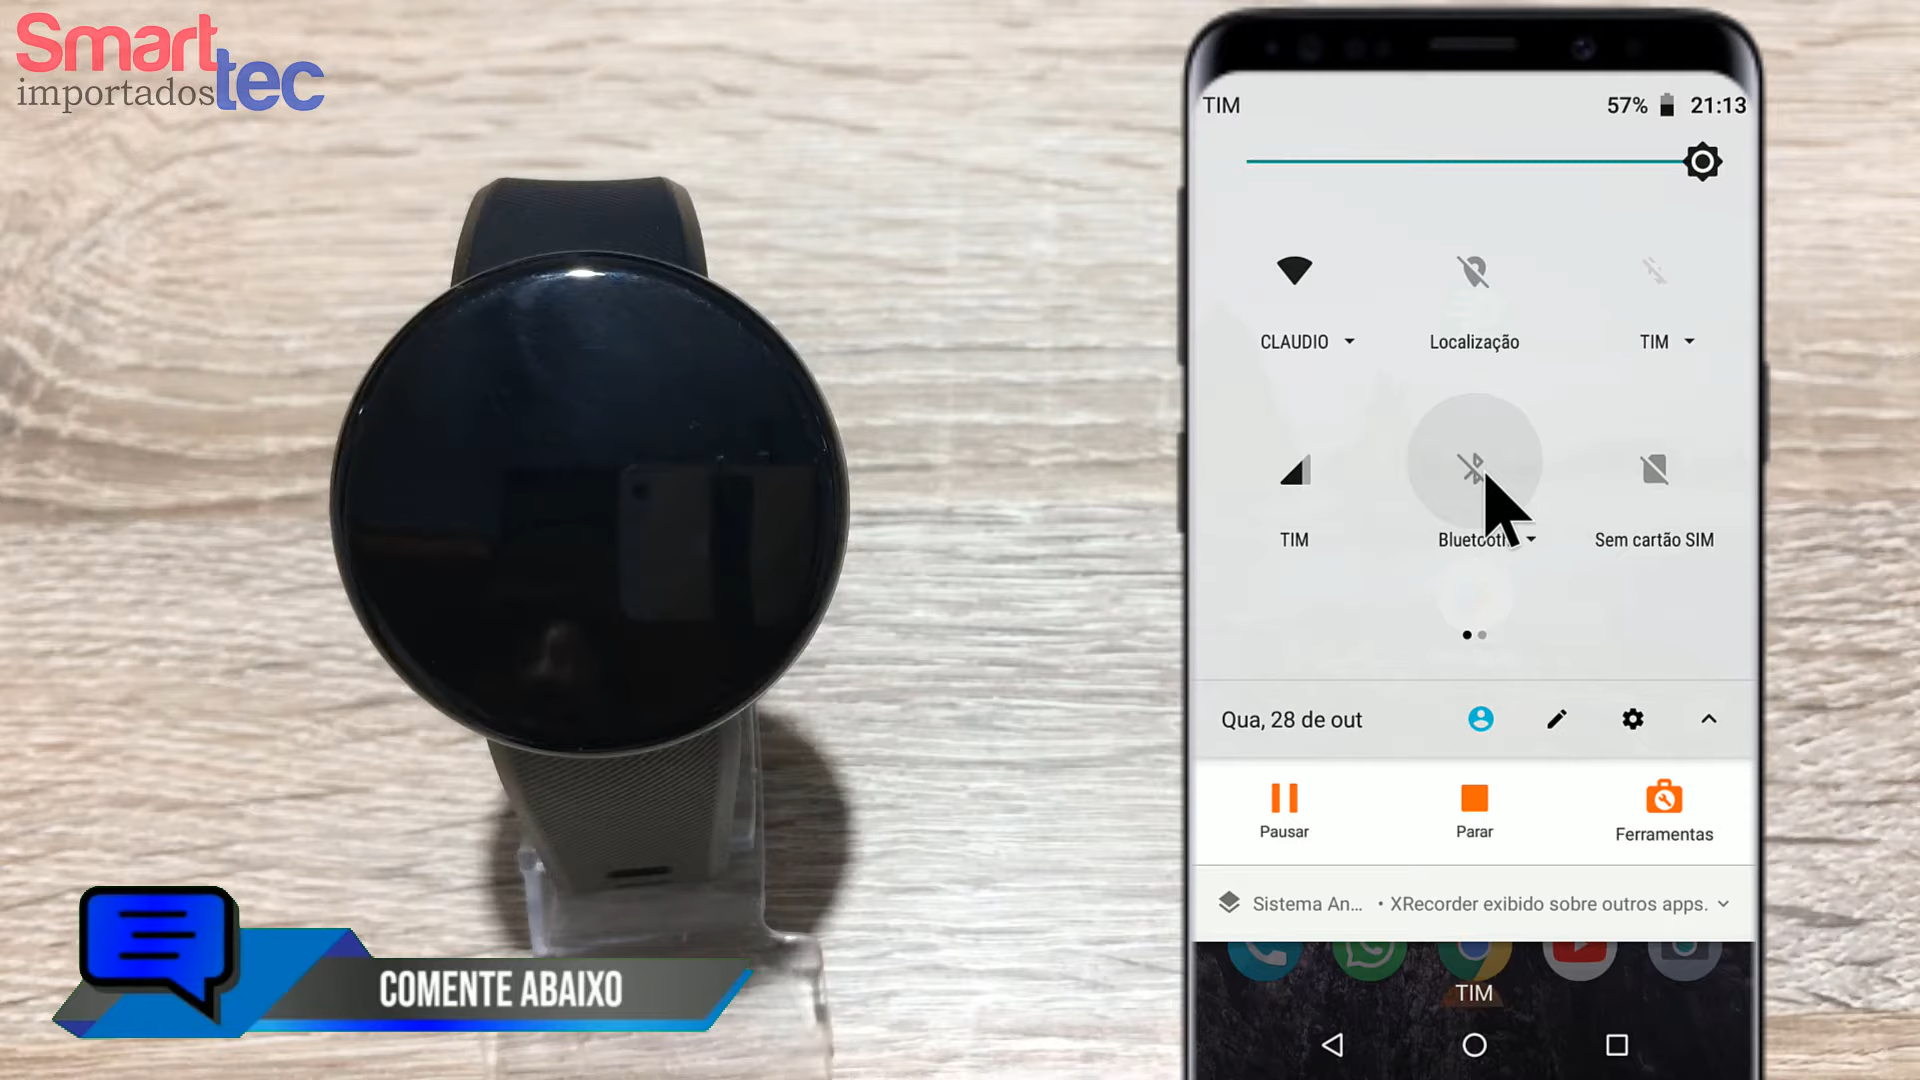 Smart
importados tec
TIM
57%
21:13
CLAUDIO
Localização
TIM
TIM
Bluetooth
Sem cartão SIM
Qua, 28 de out
Pausar
Parar
Ferramentas
Sistema An... • XRecorder exibido sobre outros apps.
TIM
COMENTE ABAIXO